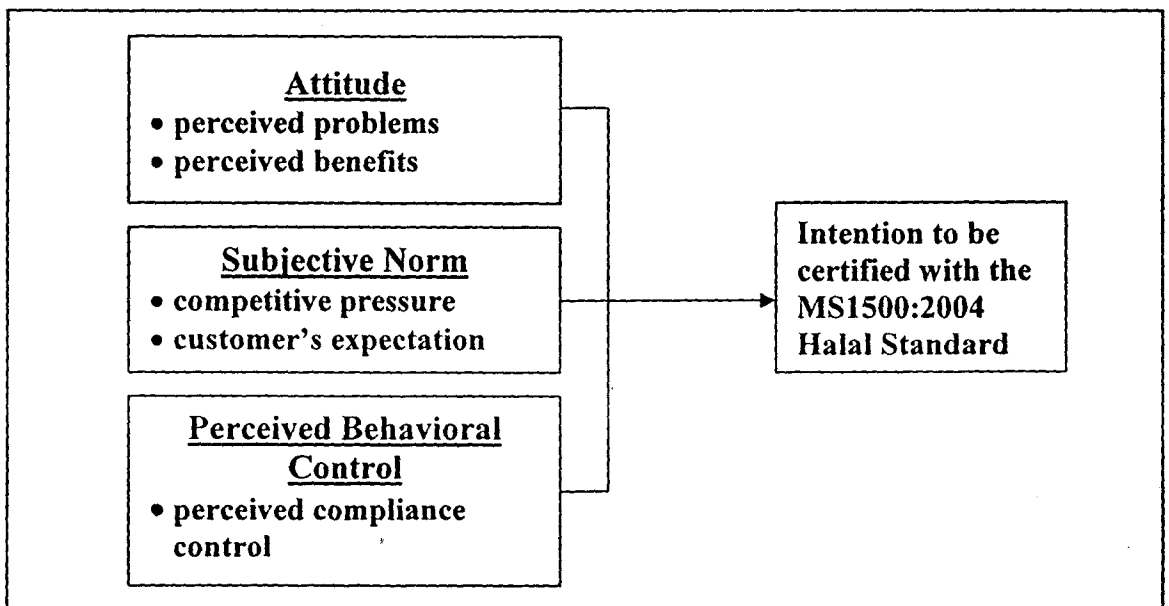 Attitude
• perceived problems
• perceived benefits
Subjective Norm
• competitive pressure
• customer's expectation
Perceived Behavioral
Control
• perceived compliance
control
Intention to be
certified with the
MS1500:2004
Halal Standard